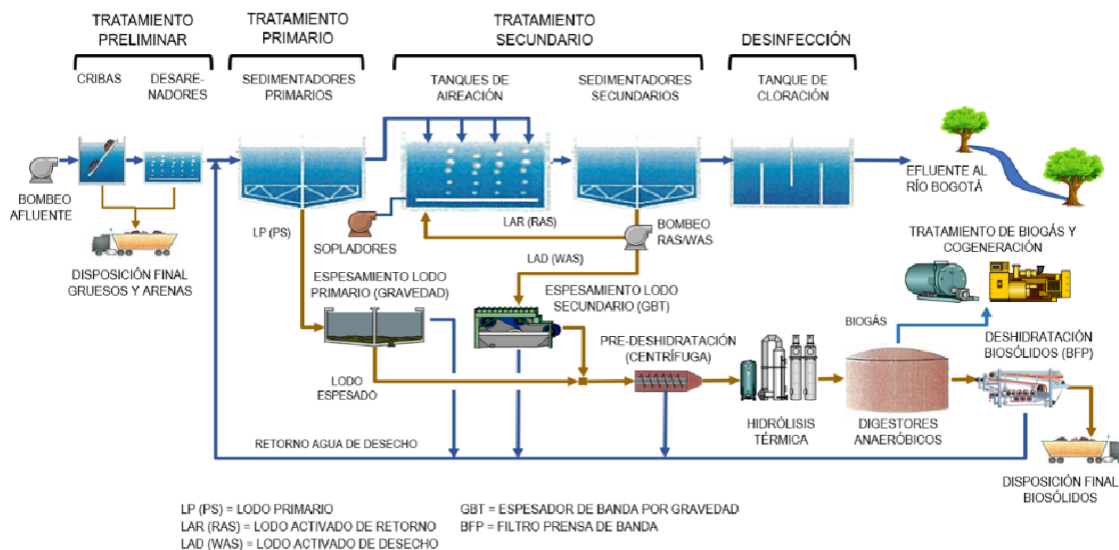 TRATAMIENTO
PRELIMINAR
TRATAMIENTO
PRIMARIO
TRATAMIENTO
SECUNDARIO
DESINFECCIÓN
CRIBAS
DESARE-
NADORES
SEDIMENTADORES
PRIMARIOS
TANQUES DE
AIREACIÓN
SEDIMENTADORES
SECUNDARIOS
TANQUE DE
CLORACIÓN
BOMBEO
AFLUENTE
EFLUENTE AL
RÍO BOGOTÁ
DISPOSICIÓN FINAL
GRUESOS Y ARENAS
LP (PS)
SOPLADORES
LAR (RAS)
BOMBEO
RAS/WAS
LAD (WAS)
TRATAMIENTO DE BIOGÁS Y
COGENERACIÓN
ESPESAMIENTO LODO
PRIMARIO (GRAVEDAD)
ESPESAMIENTO LODO
SECUNDARIO (GBT)
BIOGÁS
PRE-DESHIDRATACIÓN
(CENTRÍFUGA)
DESHIDRATACIÓN
BIOSÓLIDOS (BFP)
LODO
ESPESADO
HIDRÓLISIS
TÉRMICA
DIGESTORES
ANAERÓBICOS
RETORNO AGUA DE DESECHO
DISPOSICIÓN FINAL
BIOSÓLIDOS
LP (PS) = LODO PRIMARIO
LAR (RAS) = LODO ACTIVADO DE RETORNO
LAD (WAS) = LODO ACTIVADO DE DESECHO
GBT = ESPESADOR DE BANDA POR GRAVEDAD
BFP = FILTRO PRENSA DE BANDA